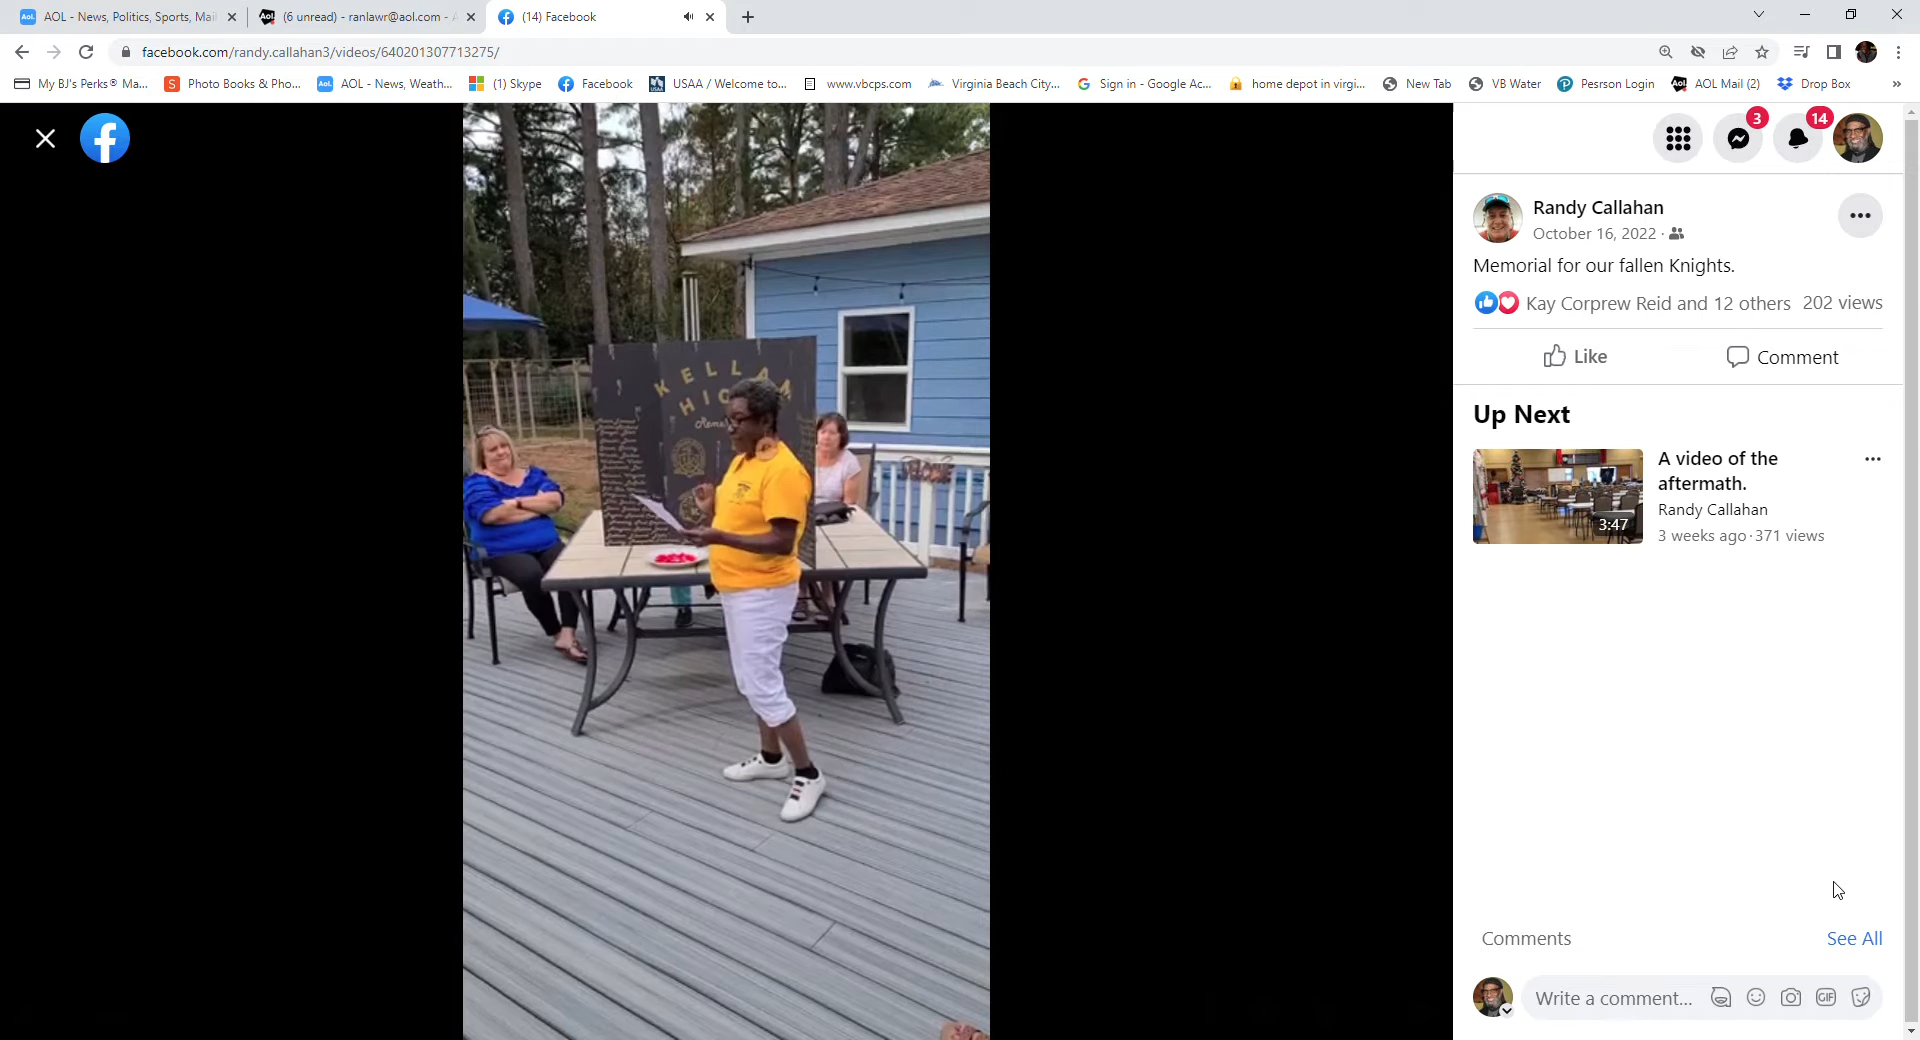 AOL - News, Politics, Sports, Mai
(6 unread) - ranlawr@aol.com -
(14) Facebook
facebook.com/randy.callahan3/videos/640201307713275/
My BJ's Perks® Ma...
Photo Books & Pho...
AOL - News, Weath...
(1) Skype
Facebook
USAA / Welcome to...
www.vbcps.com
Virginia Beach City...
Sign in - Google Ac...
home depot in virgi...
New Tab
VB Water
Pesrson Login
AOL Mail (2)
Drop Box
»
3
14
Randy Callahan
October 16, 2022 ·
Memorial for our fallen Knights.
Kay Corprew Reid and 12 others 202 views
Like
Comment
KELLA
HIG
Up Next
A video of the
aftermath.
Randy Callahan
3 weeks ago · 371 views
3:47
Comments
See All
Write a comment...
GIF